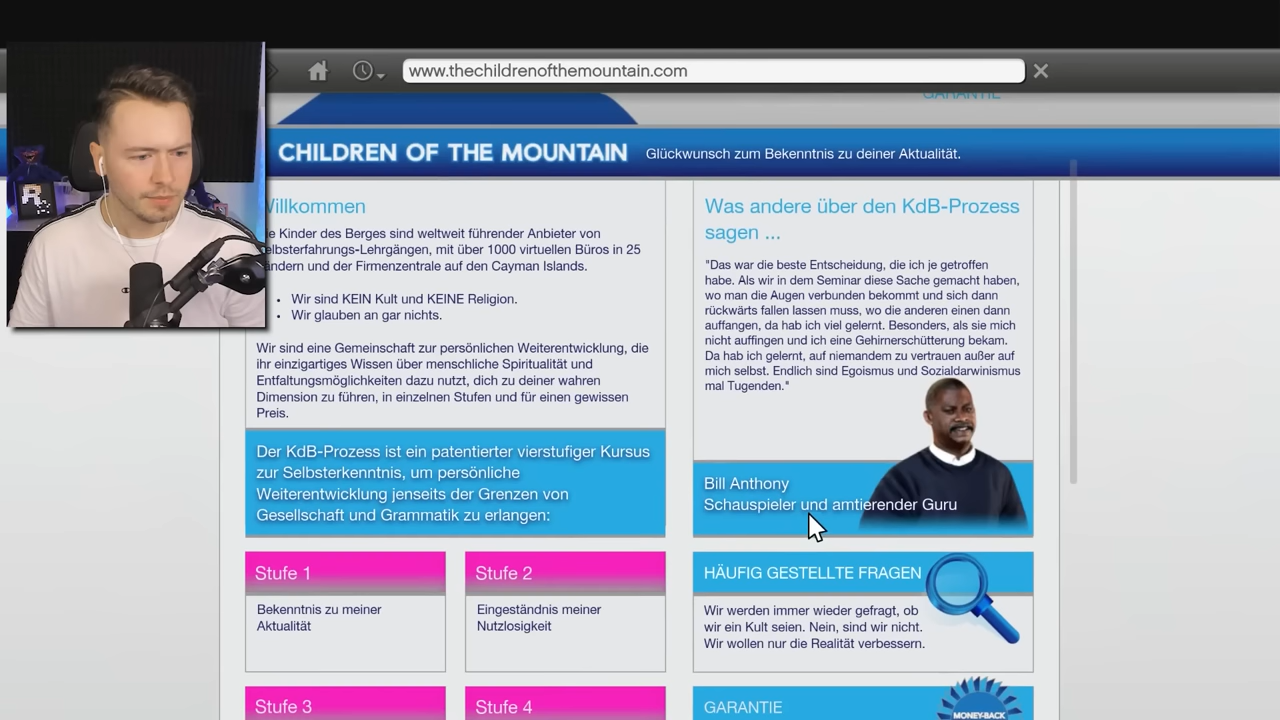 www.thechildrenofthemountain.com
GARANTIE
CHILDREN OF THE MOUNTAIN
Glückwunsch zum Bekenntnis zu deiner Aktualität.
Willkommen
Die Kinder des Berges sind weltweit führender Anbieter von
Selbsterfahrungs-Lehrgängen, mit über 1000 virtuellen Büros in 25
Ländern und der Firmenzentrale auf den Cayman Islands.
• Wir sind KEIN Kult und KEINE Religion.
• Wir glauben an gar nichts.
Wir sind eine Gemeinschaft zur persönlichen Weiterentwicklung, die
ihr einzigartiges Wissen über menschliche Spiritualität und
Entfaltungsmöglichkeiten dazu nutzt, dich zu deiner wahren
Dimension zu führen, in einzelnen Stufen und für einen gewissen
Preis.
Der KdB-Prozess ist ein patentierter vierstufiger Kursus
zur Selbsterkenntnis, um persönliche
Weiterentwicklung jenseits der Grenzen von
Gesellschaft und Grammatik zu erlangen:
Stufe 1
Bekenntnis zu meiner
Aktualität
Stufe 2
Eingeständnis meiner
Nutzlosigkeit
Stufe 3
Stufe 4
Was andere über den KdB-Prozess
sagen ...
"Das war die beste Entscheidung, die ich je getroffen
habe. Als wir in dem Seminar diese Sache gemacht haben,
wo man die Augen verbunden bekommt und sich dann
rückwärts fallen lassen muss, wo die anderen einen dann
auffangen, da hab ich viel gelernt. Besonders, als sie mich
nicht auffingen und ich eine Gehirnerschütterung bekam.
Da hab ich gelernt, auf niemandem zu vertrauen außer auf
mich selbst. Endlich sind Egoismus und Sozialdarwinismus
mal Tugenden."
Bill Anthony
Schauspieler und amtierender Guru
HÄUFIG GESTELLTE FRAGEN
Wir werden immer wieder gefragt, ob
wir ein Kult seien. Nein, sind wir nicht.
Wir wollen nur die Realität verbessern.
GARANTIE
MONEY-BACK